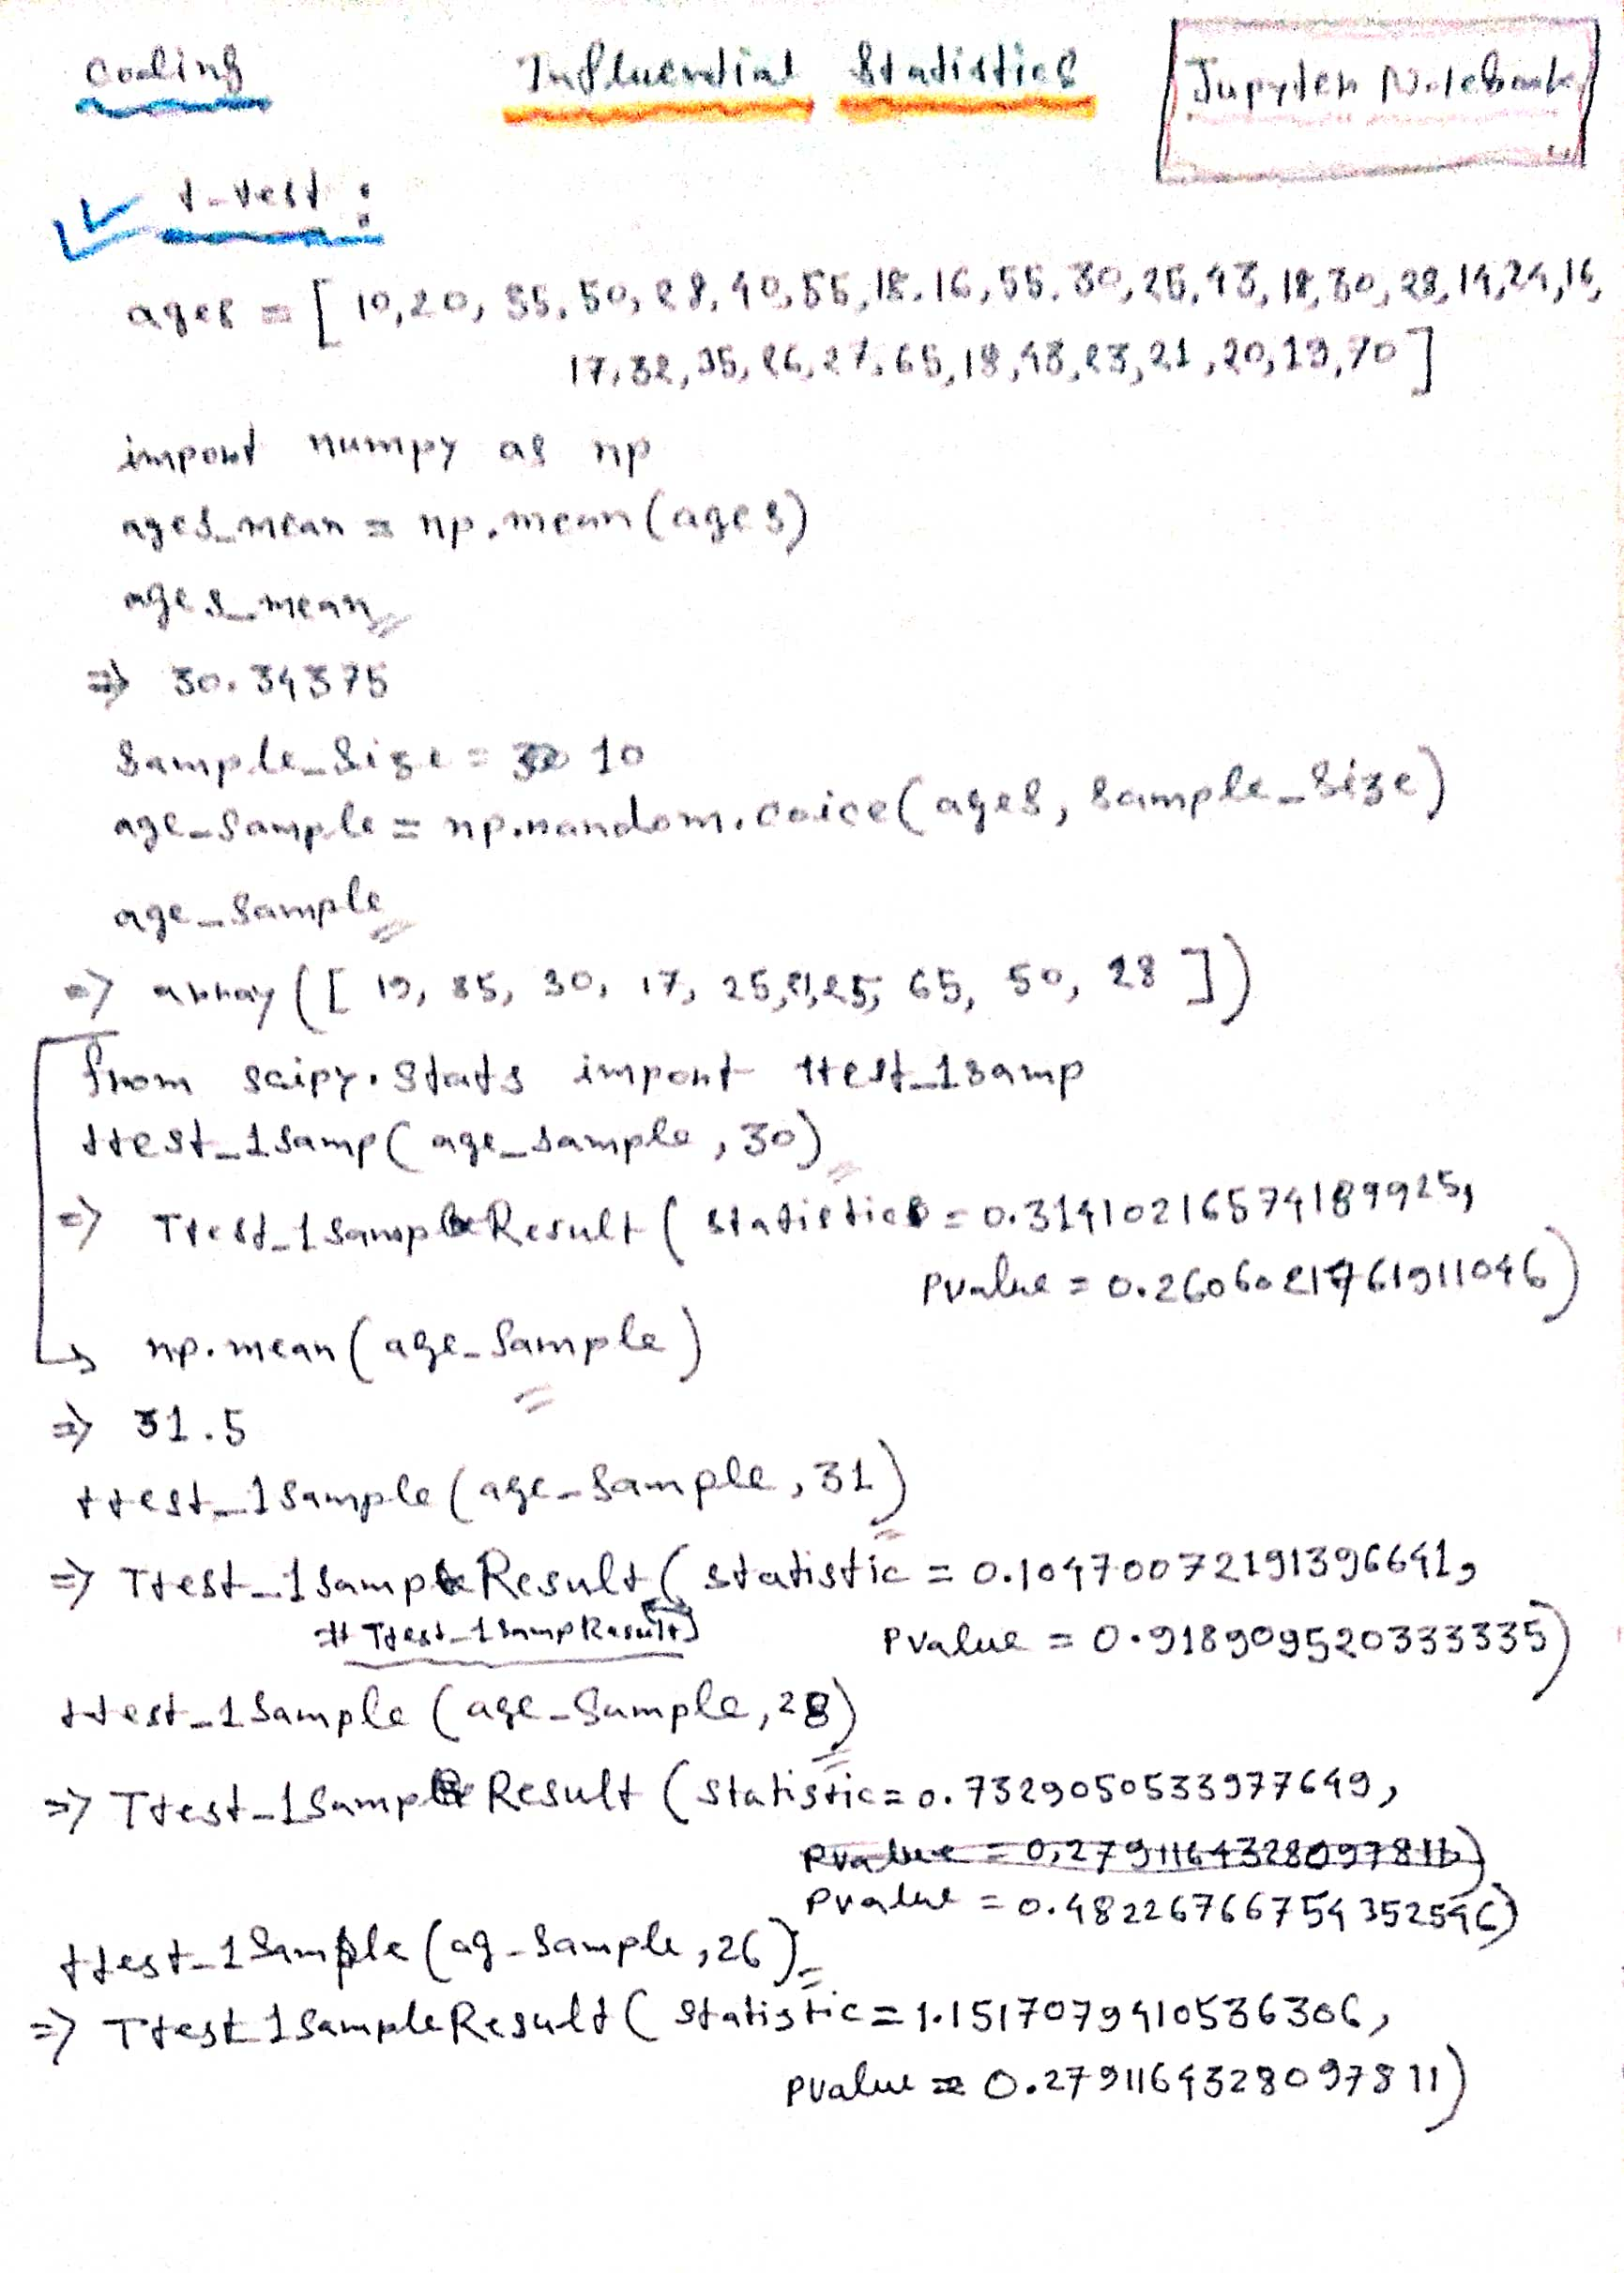 Coding Influential Statistics Jupyter Notebook
t-test :
ages = [ 10,20, 35, 50, 28, 40, 55, 18, 16, 55, 30, 25, 43, 18, 30, 28, 14, 24, 16,
17, 32, 35, 26, 27, 65, 18, 43, 23, 21, 20, 19, 70 ]
import numpy as np
ages_mean = np.mean(ages)
ages_mean
=> 30.34375
Sample_Size = 10
age_Sample = np.random.coice(ages, Sample_Size)
age_Sample
=> array ([ 19, 35, 30, 17, 25, 21, 25, 65, 50, 28 ])
from scipy.stats import ttest_1samp
ttest_1samp( age_sample , 30)
=> Ttest_1sampResult ( statistic = 0.31410216574189925,
Pvalue = 0.26060 61911046)
np.mean( age_Sample )
=> 31.5
ttest_1Sample ( age_Sample , 31 )
=> Ttest_1SampResult ( statistic = 0.10470072191396641,
# Ttest_1SampResult)
Pvalue = 0.918909520333335)
ttest_1Sample ( age_Sample, 28)
=> Ttest_1SampResult ( Statistic = 0.7329050533977649,
Pvalue = 0.2791164328097811)
Pvalue = 0.48226766754352546)
ttest_1Sample (ag_Sample ,26)
=> Ttest_1SampleResult ( Statistic = 1.1517079410536306,
Pvalue = 0.2791164328097811)